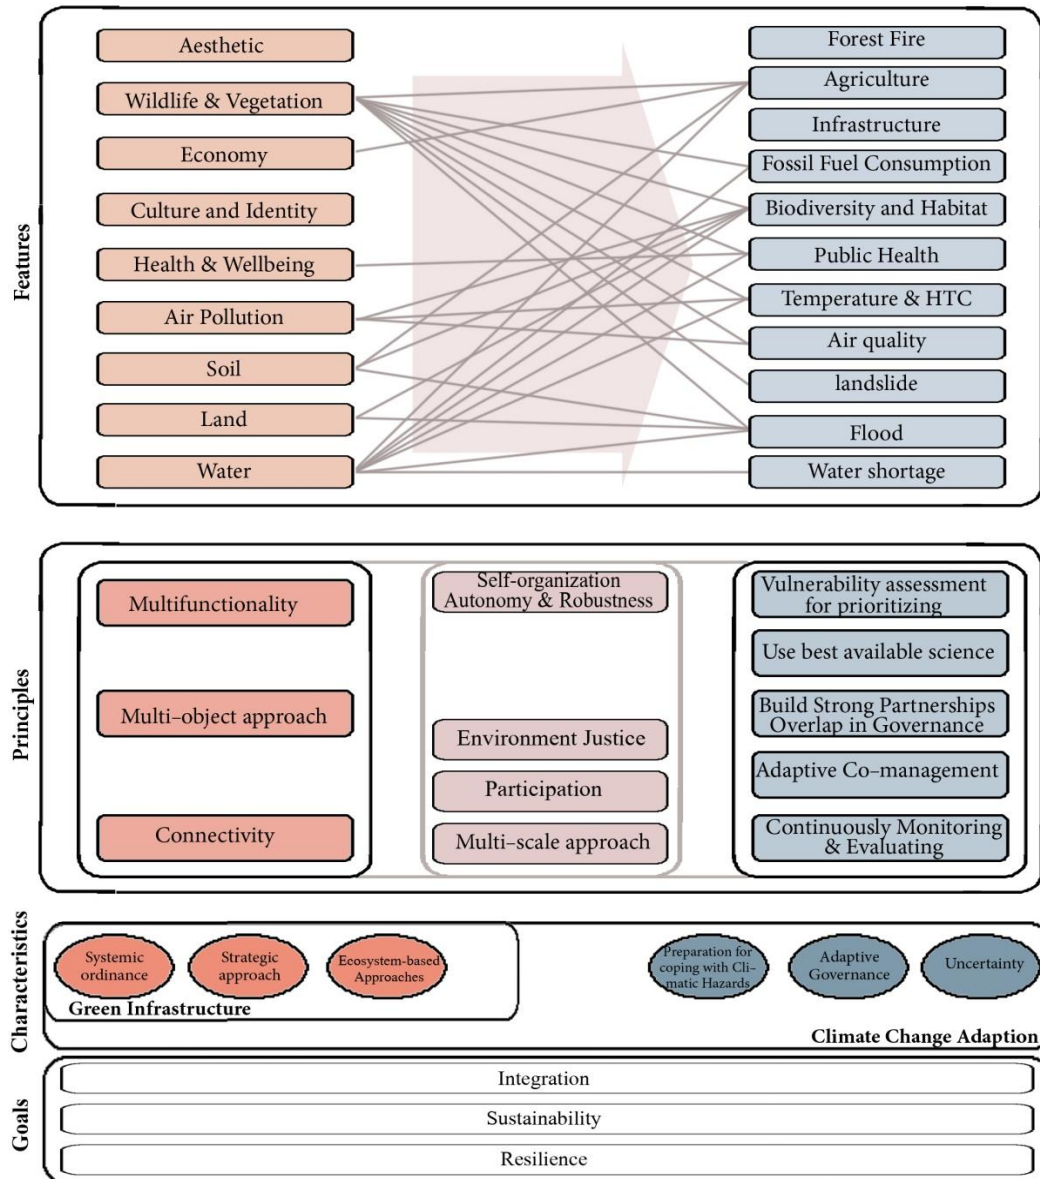 Features
Aesthetic
Wildlife & Vegetation
Economy
Culture and Identity
Health & Wellbeing
Air Pollution
Soil
Land
Water
Forest Fire
Agriculture
Infrastructure
Fossil Fuel Consumption
Biodiversity and Habitat
Public Health
Temperature & HTC
Air quality
landslide
Flood
Water shortage
Principles
Multifunctionality
Multi-object approach
Connectivity
Self-organization
Autonomy & Robustness
Environment Justice
Participation
Multi-scale approach
Vulnerability assessment
for prioritizing
Use best available science
Build Strong Partnerships
Overlap in Governance
Adaptive Co-management
Continuously Monitoring
& Evaluating
Characteristics
Systemic
ordinance
Strategic
approach
Ecosystem-based
Approaches
Green Infrastructure
Preparation for
coping with Cli-
matic Hazards
Adaptive
Governance
Uncertainty
Climate Change Adaption
Goals
Integration
Sustainability
Resilience